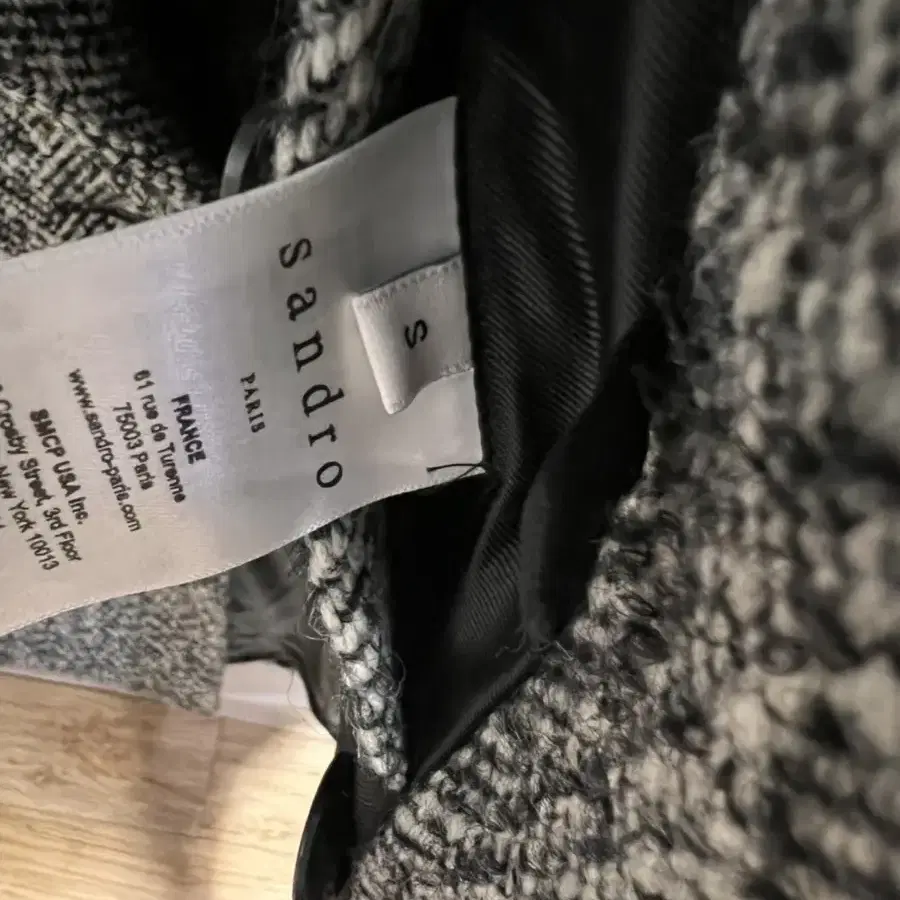 sandro
PARIS
S
FRANCE
61 rue de Turenne
75003 Paris
www.sandro-paris.com
SMCP USA Inc.
Crosby Street, 3rd Floor
New York 10013